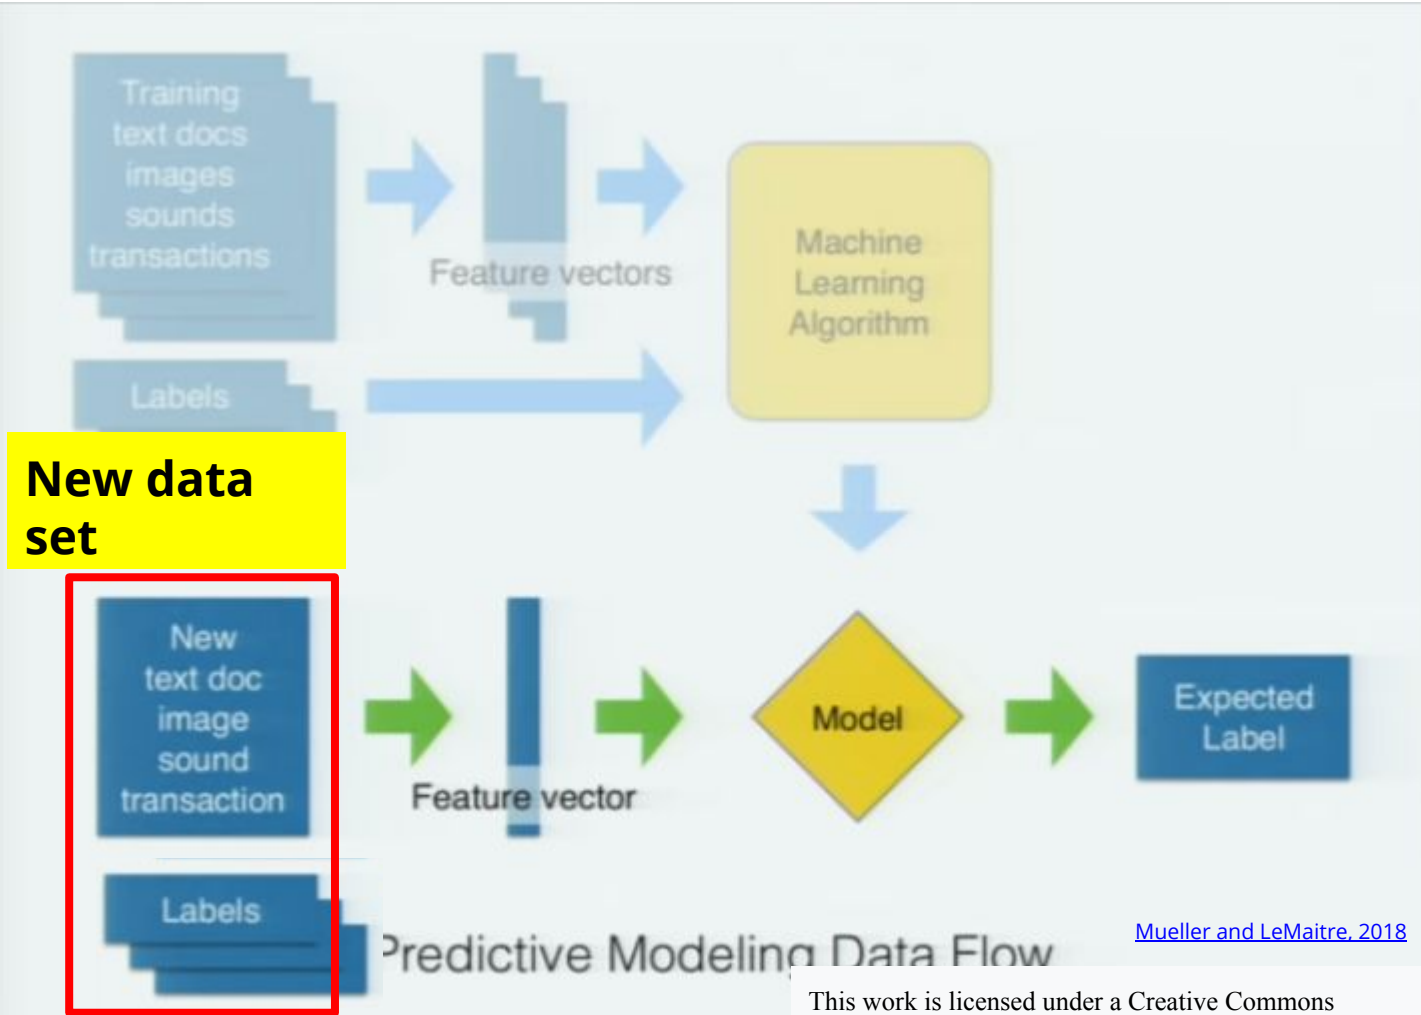 Training
text docs
images
sounds
transactions
Feature vectors
Machine
Learning
Algorithm
Labels
New data
set
New
text doc
image
sound
transaction
Feature vector
Model
Expected
Label
Labels
Predictive Modeling Data Flow
Mueller and LeMaitre, 2018
This work is licensed under a Creative Commons